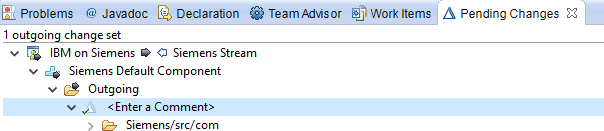 Problems @ Javadoc Declaration Team Advisor Work Items Pending Changes
1 outgoing change set
IBM on Siemens Siemens Stream
Siemens Default Component
Outgoing
<Enter a Comment>
Siemens/src/com